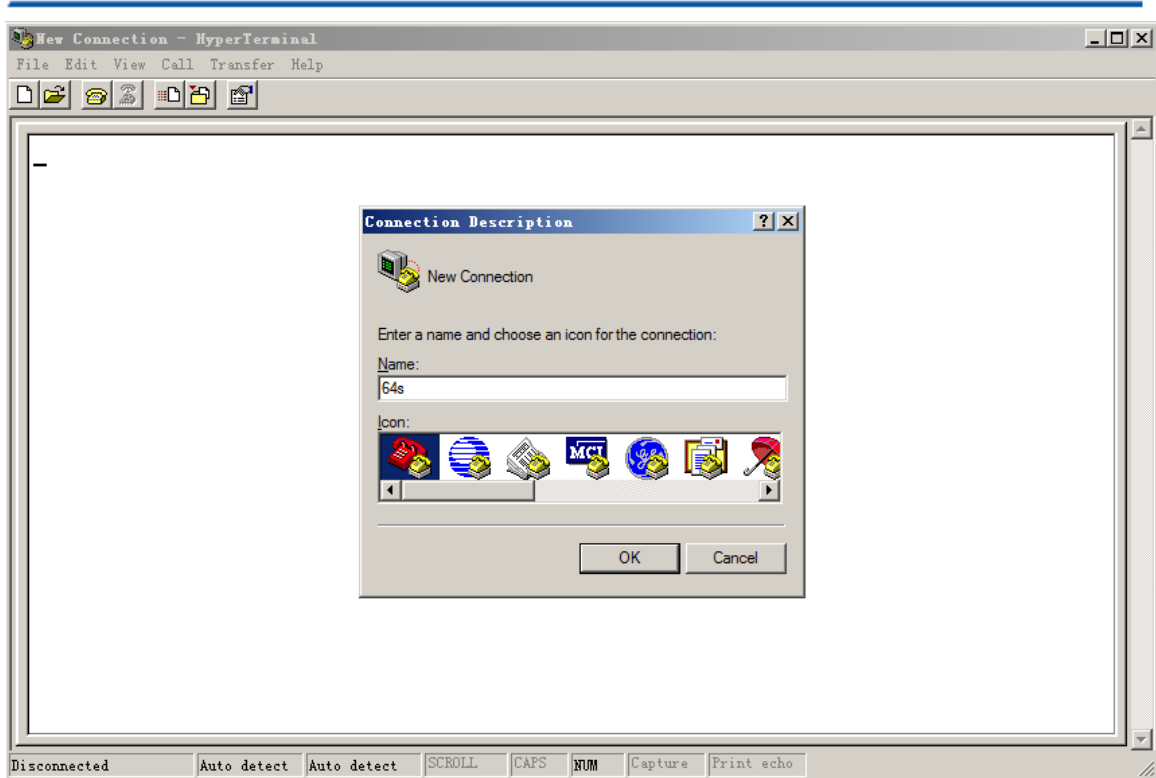 New Connection - HyperTerminal
File Edit View Call Transfer Help
Connection Description
New Connection
Enter a name and choose an icon for the connection:
Name:
64s
Icon:
MCI
OK Cancel
Disconnected Auto detect Auto detect SCROLL CAPS NUM Capture Print echo